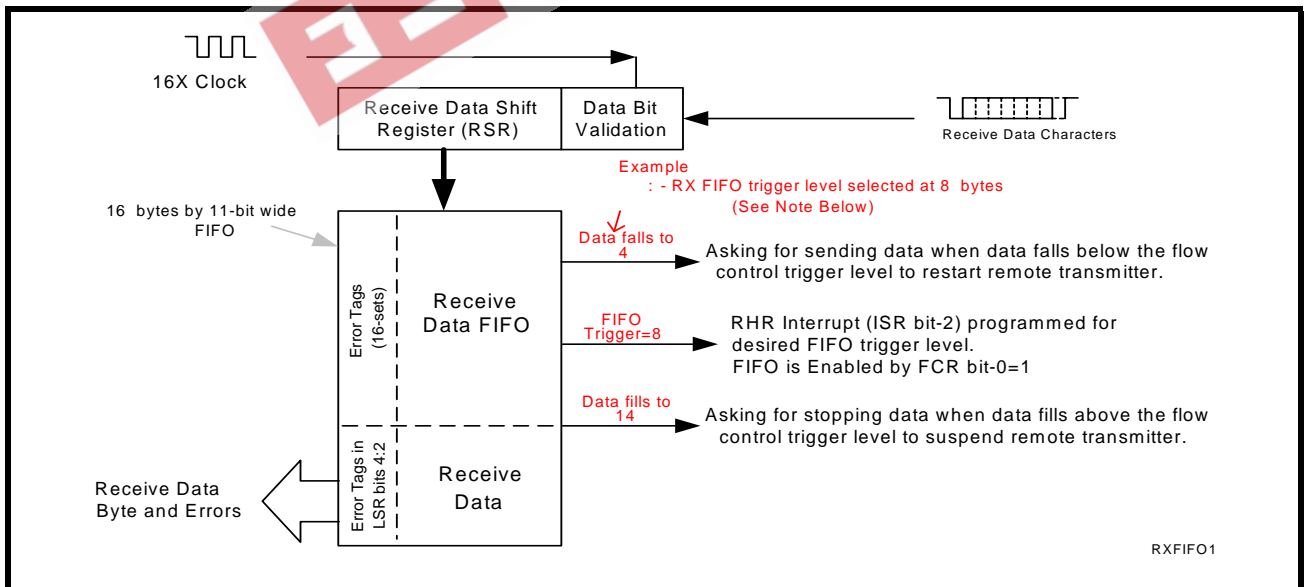 16X Clock
Receive Data Shift
Register (RSR)
Data Bit
Validation
Receive Data Characters
Example
: - RX FIFO trigger level selected at 8 bytes
(See Note Below)
16 bytes by 11-bit wide
FIFO
Error Tags
(16-sets)
Receive
Data FIFO
Data falls to
4
Asking for sending data when data falls below the flow
control trigger level to restart remote transmitter.
FIFO
Trigger=8
RHR Interrupt (ISR bit-2) programmed for
desired FIFO trigger level.
FIFO is Enabled by FCR bit-0=1
Data fills to
14
Asking for stopping data when data fills above the flow
control trigger level to suspend remote transmitter.
Error Tags in
LSR bits 4:2
Receive
Data
Receive Data
Byte and Errors
RXFIFO1